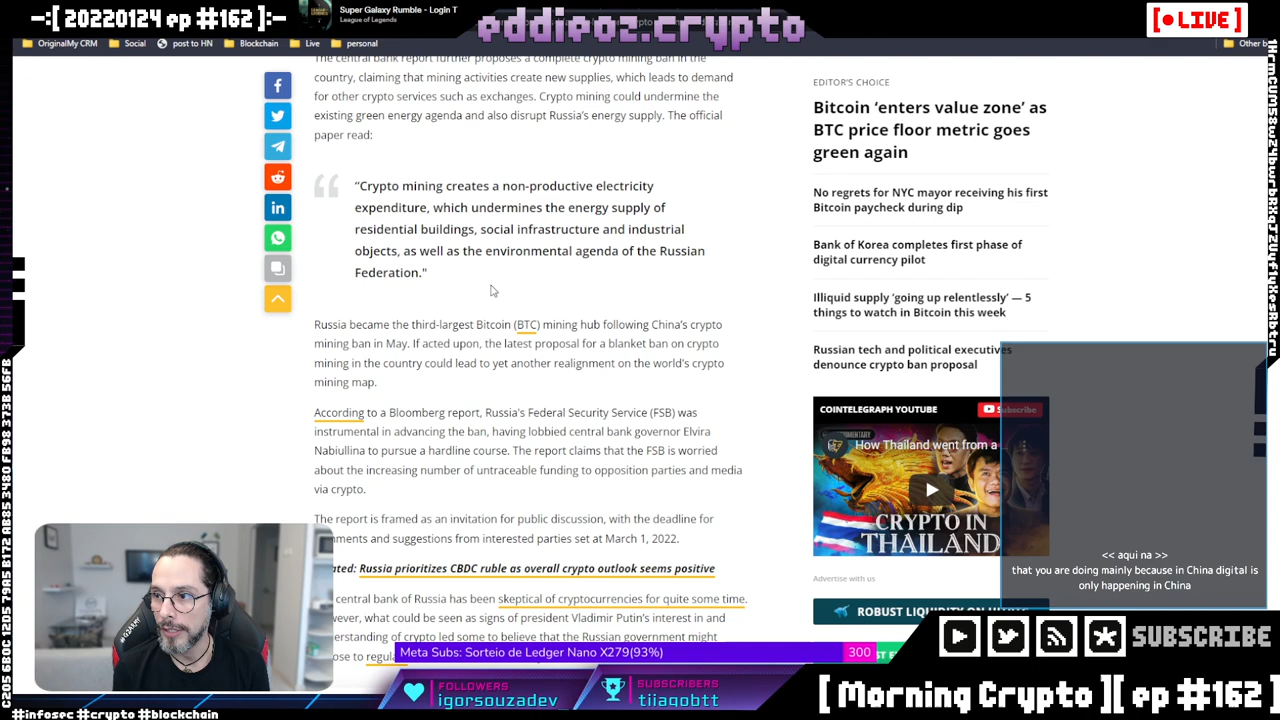 -:[ 20220124 ep #162 ]:-
Super Galaxy Rumble - Login T
League of Legends
eddieoz.crypto
[ ● LIVE ]
OriginalMy CRM
Social
post to HN
Blockchain
Live
personal
Other b
The central bank report further proposes a complete crypto mining ban in the
country, claiming that mining activities create new supplies, which leads to demand
for other crypto services such as exchanges. Crypto mining could undermine the
existing green energy agenda and also disrupt Russia's energy supply. The official
paper read:
"Crypto mining creates a non-productive electricity
expenditure, which undermines the energy supply of
residential buildings, social infrastructure and industrial
objects, as well as the environmental agenda of the Russian
Federation."
Russia became the third-largest Bitcoin (BTC) mining hub following China's crypto
mining ban in May. If acted upon, the latest proposal for a blanket ban on crypto
mining in the country could lead to yet another realignment on the world's crypto
mining map.
According to a Bloomberg report, Russia's Federal Security Service (FSB) was
instrumental in advancing the ban, having lobbied central bank governor Elvira
Nabiullina to pursue a hardline course. The report claims that the FSB is worried
about the increasing number of untraceable funding to opposition parties and media
via crypto.
The report is framed as an invitation for public discussion, with the deadline for
mments and suggestions from interested parties set at March 1, 2022.
ated: Russia prioritizes CBDC ruble as overall crypto outlook seems positive
central bank of Russia has been skeptical of cryptocurrencies for quite some time.
wever, what could be seen as signs of president Vladimir Putin's interest in and
erstanding of crypto led some to believe that the Russian government might
ose to regul
EDITOR'S CHOICE
Bitcoin 'enters value zone' as
BTC price floor metric goes
green again
No regrets for NYC mayor receiving his first
Bitcoin paycheck during dip
Bank of Korea completes first phase of
digital currency pilot
Illiquid supply 'going up relentlessly' — 5
things to watch in Bitcoin this week
Russian tech and political executives
denounce crypto ban proposal
COINTELEGRAPH YOUTUBE
Subscribe
How Thailand went from a
CRYPTO IN
THAILAND
Advertise with us
ROBUST LIQUIDITY ON
<< aqui na >>
that you are doing mainly because in China digital is
only happening in China
Meta Subs: Sorteio de Ledger Nano X279(93%)
300
FOLLOWERS
igorsouzadev
SUBSCRIBERS
tiiagobtt
SUBSCRIBE
[ Morning Crypto ][ ep #162 ]
#infosec #crypto #blockchain